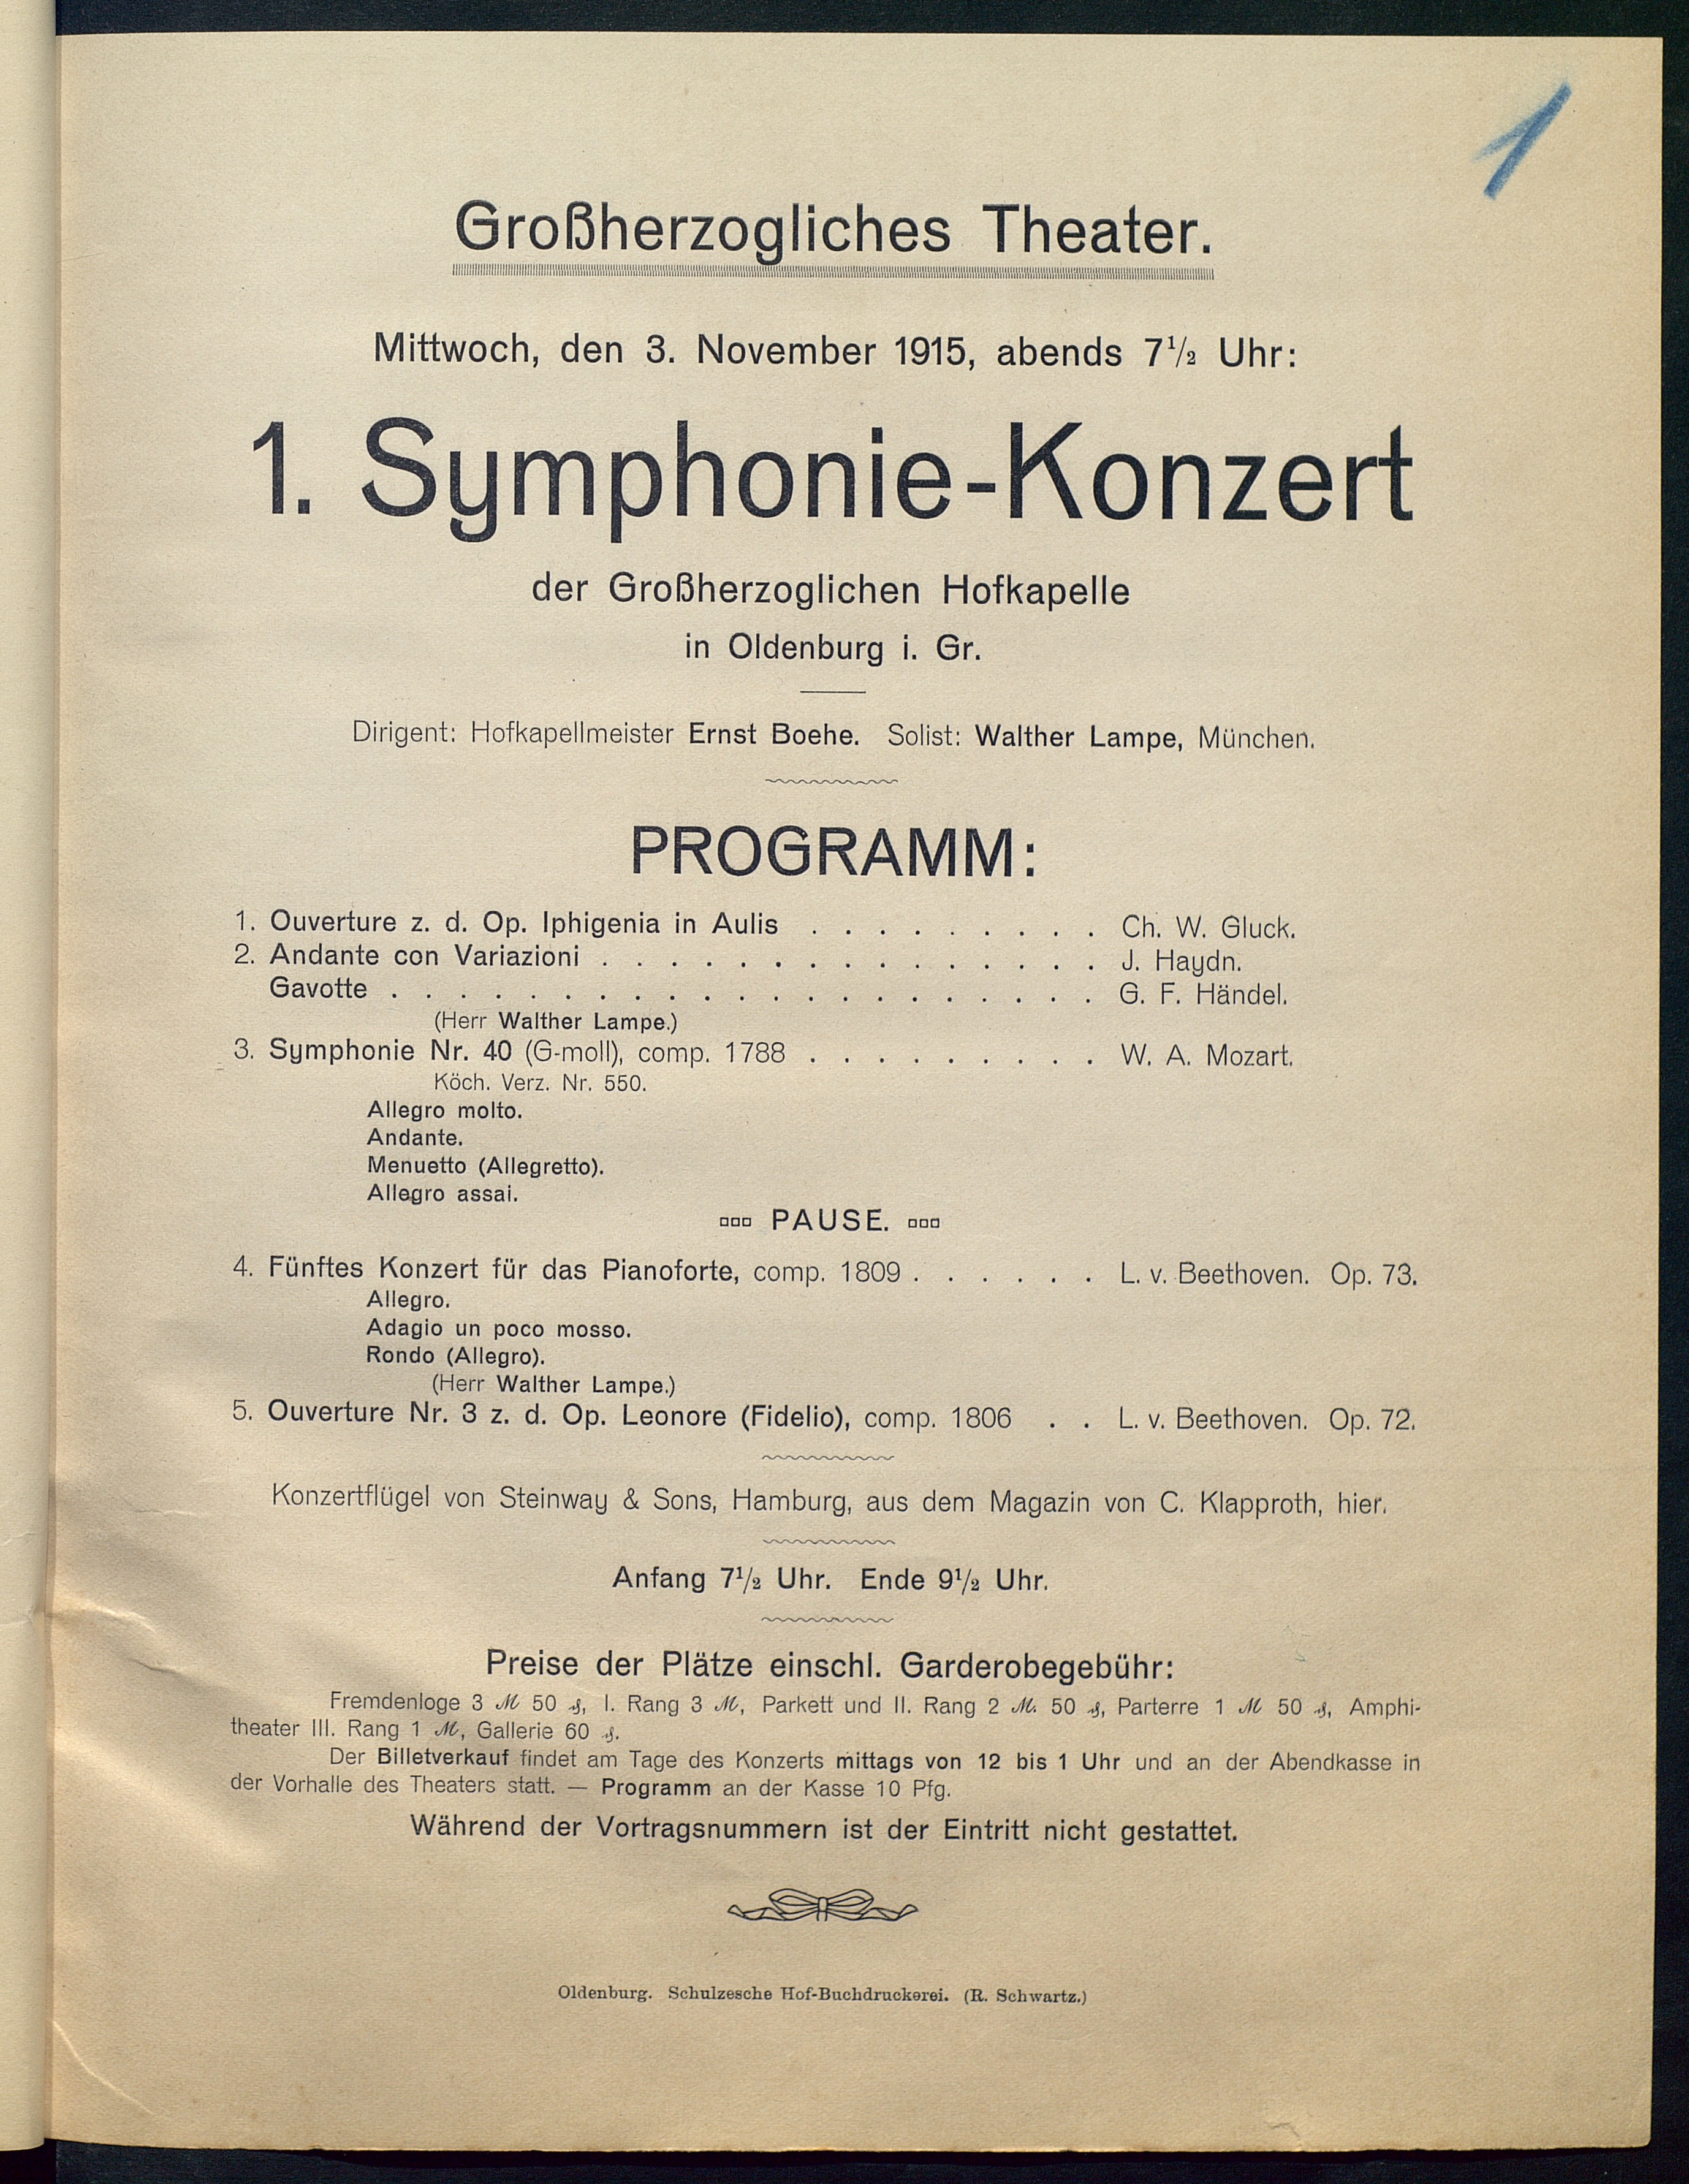 1
Großherzogliches Theater.
Mittwoch, den 3. November 1915, abends 7½ Uhr:
1. Symphonie-Konzert
der Großherzoglichen Hofkapelle
in Oldenburg i. Gr.
Dirigent: Hofkapellmeister Ernst Boehe. Solist: Walther Lampe, München.
PROGRAMM:
1. Ouverture z. d. Op. Iphigenia in Aulis . . . . . . . . . Ch. W. Gluck.
2. Andante con Variazioni . . . . . . . . . . . . . . . J. Haydn.
Gavotte . . . . . . . . . . . . . . . . . . . . . G. F. Händel.
(Herr Walther Lampe.)
3. Symphonie Nr. 40 (G-moll), comp. 1788 . . . . . . . . . W. A. Mozart.
Köch. Verz. Nr. 550.
Allegro molto.
Andante.
Menuetto (Allegretto).
Allegro assai.
PAUSE.
4. Fünftes Konzert für das Pianoforte, comp. 1809 . . . . . . L. v. Beethoven. Op. 73.
Allegro.
Adagio un poco mosso.
Rondo (Allegro).
(Herr Walther Lampe.)
5. Ouverture Nr. 3 z. d. Op. Leonore (Fidelio), comp. 1806 . . L. v. Beethoven. Op. 72.
Konzertflügel von Steinway & Sons, Hamburg, aus dem Magazin von C. Klapproth, hier.
Anfang 7½ Uhr. Ende 9½ Uhr.
Preise der Plätze einschl. Garderobegebühr:
Fremdenloge 3 ℳ 50 ₰, I. Rang 3 ℳ, Parkett und II. Rang 2 ℳ. 50 ₰, Parterre 1 ℳ 50 ₰, Amphi-
theater III. Rang 1 ℳ, Gallerie 60 ₰.
Der Billetverkauf findet am Tage des Konzerts mittags von 12 bis 1 Uhr und an der Abendkasse in
der Vorhalle des Theaters statt. — Programm an der Kasse 10 Pfg.
Während der Vortragsnummern ist der Eintritt nicht gestattet.
Oldenburg. Schulzesche Hof-Buchdruckerei. (R. Schwartz.)